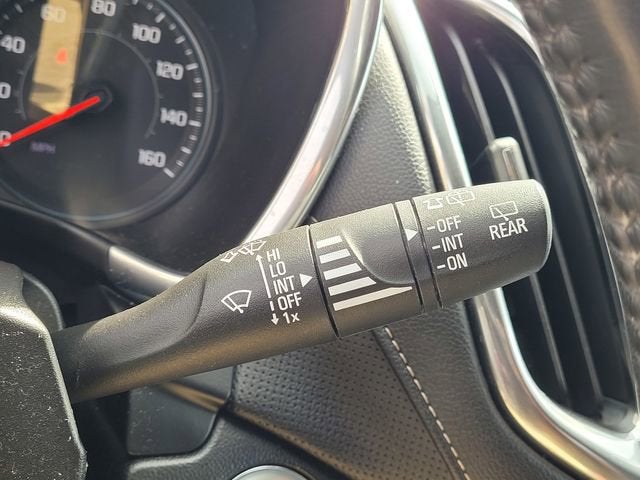 60
80
100
120
140
160
40
MPH
HI
LO
INT
OFF
1x
-OFF
-INT
-ON
REAR